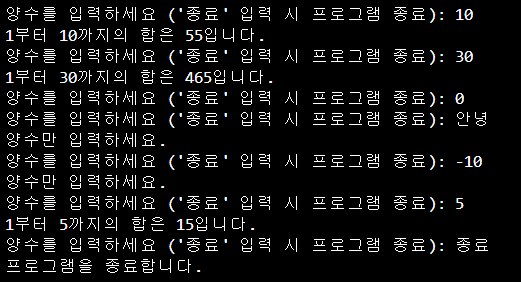 양수를 입력하세요 ('종료' 입력 시 프로그램 종료): 10
1부터 10까지의 합은 55입니다.
양수를 입력하세요 ('종료' 입력 시 프로그램 종료): 30
1부터 30까지의 합은 465입니다.
양수를 입력하세요 ('종료' 입력 시 프로그램 종료): 0
양수를 입력하세요 ('종료' 입력 시 프로그램 종료): 안녕
양수만 입력하세요.
양수를 입력하세요 ('종료' 입력 시 프로그램 종료): -10
양수만 입력하세요.
양수를 입력하세요 ('종료' 입력 시 프로그램 종료): 5
1부터 5까지의 합은 15입니다.
양수를 입력하세요 ('종료' 입력 시 프로그램 종료): 종료
프로그램을 종료합니다.